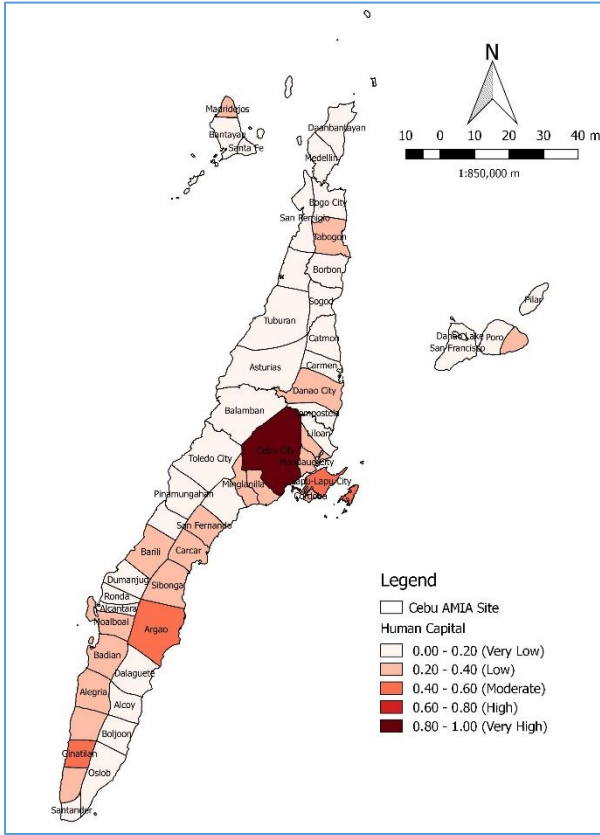 N
Madridejos
Bantayan
Santa Fe
Daanbantayan
Medellin
10 0 10 20 30 40 m
1:850,000 m
Bogo City
San Remigio
Tabogon
Borbon
Sogod
Pilar
Tuburan
Catmon
Danao Lake
Poro
San Francisco
Asturias
Carmen
Danao City
Balamban
Compostela
Liloan
Cebu City
Mandaue City
Toledo City
Lapu-Lapu City
Minglanilla
Cordoba
Pinamungahan
San Fernando
Barili
Carcar
Dumanjug
Sibonga
Ronda
Alcantara
Moalboal
Argao
Badian
Dalaguete
Alegria
Alcoy
Boljoon
Ginatilan
Oslob
Santander
Legend
Cebu AMIA Site
Human Capital
0.00 - 0.20 (Very Low)
0.20 - 0.40 (Low)
0.40 - 0.60 (Moderate)
0.60 - 0.80 (High)
0.80 - 1.00 (Very High)